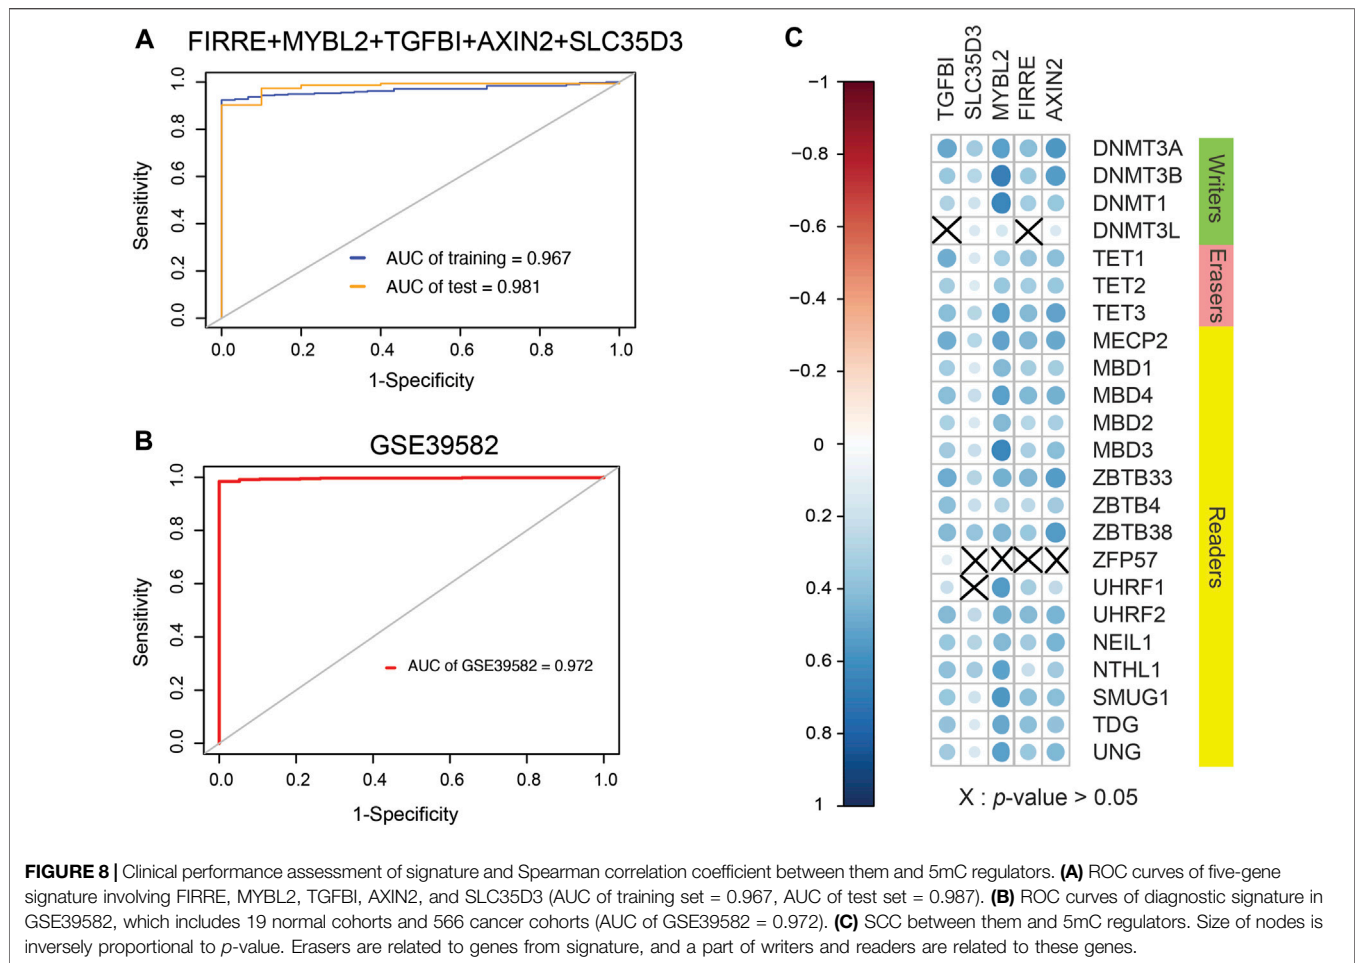 A
FIRRE+MYBL2+TGFBI+AXIN2+SLC35D3
Sensitivity
0.0 0.2 0.4 0.6 0.8 1.0
AUC of training = 0.967
AUC of test = 0.981
0.0 0.2 0.4 0.6 0.8 1.0
1-Specificity
B
GSE39582
Sensitivity
0.0 0.2 0.4 0.6 0.8 1.0
AUC of GSE39582 = 0.972
0.0 0.2 0.4 0.6 0.8 1.0
1-Specificity
C
−1
−0.8
−0.6
−0.4
−0.2
0
0.2
0.4
0.6
0.8
1
TGFBI
SLC35D3
MYBL2
FIRRE
AXIN2
DNMT3A
DNMT3B
DNMT1
DNMT3L
TET1
TET2
TET3
MECP2
MBD1
MBD4
MBD2
MBD3
ZBTB33
ZBTB4
ZBTB38
ZFP57
UHRF1
UHRF2
NEIL1
NTHL1
SMUG1
TDG
UNG
Writers
Erasers
Readers
X : p-value > 0.05
FIGURE 8 | Clinical performance assessment of signature and Spearman correlation coefficient between them and 5mC regulators. (A) ROC curves of five-gene
signature involving FIRRE, MYBL2, TGFBI, AXIN2, and SLC35D3 (AUC of training set = 0.967, AUC of test set = 0.987). (B) ROC curves of diagnostic signature in
GSE39582, which includes 19 normal cohorts and 566 cancer cohorts (AUC of GSE39582 = 0.972). (C) SCC between them and 5mC regulators. Size of nodes is
inversely proportional to p-value. Erasers are related to genes from signature, and a part of writers and readers are related to these genes.